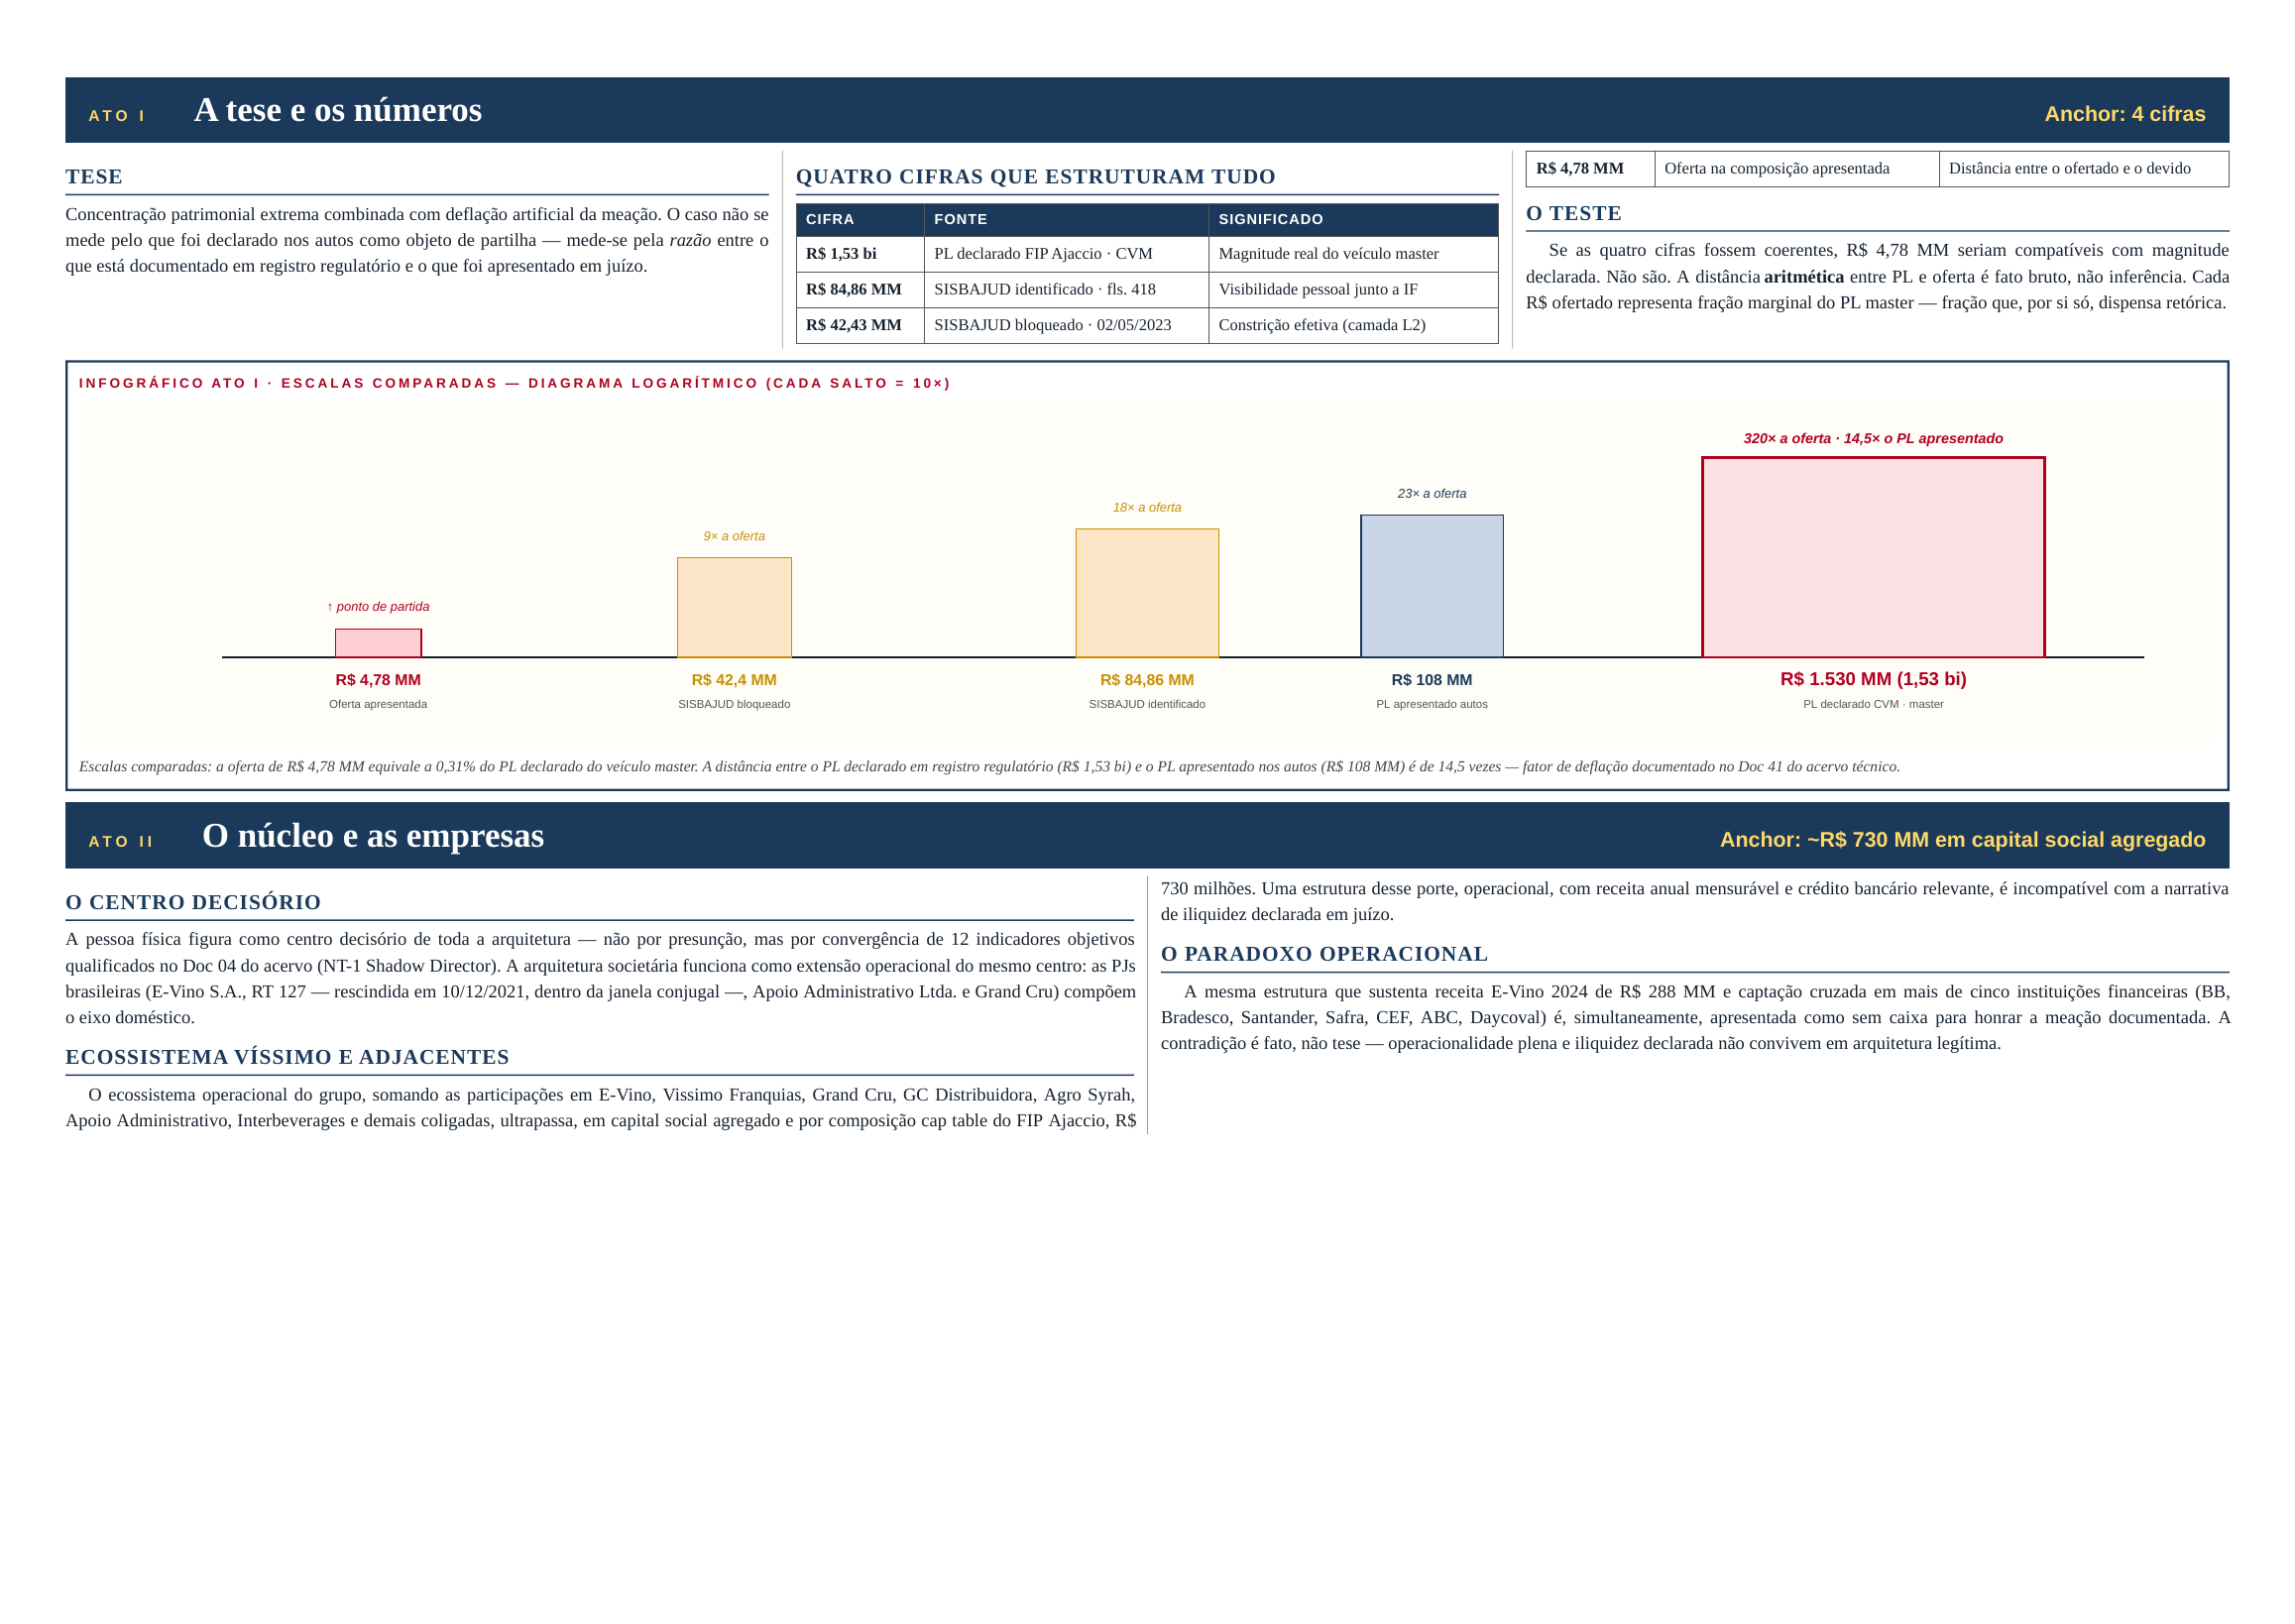 ATO I A tese e os números Anchor: 4 cifras
TESE
Concentração patrimonial extrema combinada com deflação artificial da meação. O caso não se
mede pelo que foi declarado nos autos como objeto de partilha — mede-se pela razão entre o
que está documentado em registro regulatório e o que foi apresentado em juízo.
QUATRO CIFRAS QUE ESTRUTURAM TUDO
CIFRA FONTE SIGNIFICADO
R$ 1,53 bi PL declarado FIP Ajaccio · CVM Magnitude real do veículo master
R$ 84,86 MM SISBAJUD identificado · fls. 418 Visibilidade pessoal junto a IF
R$ 42,43 MM SISBAJUD bloqueado · 02/05/2023 Constrição efetiva (camada L2)
R$ 4,78 MM Oferta na composição apresentada Distância entre o ofertado e o devido
O TESTE
Se as quatro cifras fossem coerentes, R$ 4,78 MM seriam compatíveis com magnitude
declarada. Não são. A distância aritmética entre PL e oferta é fato bruto, não inferência. Cada
R$ ofertado representa fração marginal do PL master — fração que, por si só, dispensa retórica.
INFOGRÁFICO ATO I · ESCALAS COMPARADAS — DIAGRAMA LOGARÍTMICO (CADA SALTO = 10×)
↑ ponto de partida
9× a oferta
18× a oferta
23× a oferta
320× a oferta · 14,5× o PL apresentado
R$ 4,78 MM
Oferta apresentada
R$ 42,4 MM
SISBAJUD bloqueado
R$ 84,86 MM
SISBAJUD identificado
R$ 108 MM
PL apresentado autos
R$ 1.530 MM (1,53 bi)
PL declarado CVM · master
Escalas comparadas: a oferta de R$ 4,78 MM equivale a 0,31% do PL declarado do veículo master. A distância entre o PL declarado em registro regulatório (R$ 1,53 bi) e o PL apresentado nos autos (R$ 108 MM) é de 14,5 vezes — fator de deflação documentado no Doc 41 do acervo técnico.
ATO II O núcleo e as empresas Anchor: ~R$ 730 MM em capital social agregado
O CENTRO DECISÓRIO
A pessoa física figura como centro decisório de toda a arquitetura — não por presunção, mas por convergência de 12 indicadores objetivos
qualificados no Doc 04 do acervo (NT-1 Shadow Director). A arquitetura societária funciona como extensão operacional do mesmo centro: as PJs
brasileiras (E-Vino S.A., RT 127 — rescindida em 10/12/2021, dentro da janela conjugal —, Apoio Administrativo Ltda. e Grand Cru) compõem
o eixo doméstico.
ECOSSISTEMA VÍSSIMO E ADJACENTES
O ecossistema operacional do grupo, somando as participações em E-Vino, Vissimo Franquias, Grand Cru, GC Distribuidora, Agro Syrah,
Apoio Administrativo, Interbeverages e demais coligadas, ultrapassa, em capital social agregado e por composição cap table do FIP Ajaccio, R$
730 milhões. Uma estrutura desse porte, operacional, com receita anual mensurável e crédito bancário relevante, é incompatível com a narrativa
de iliquidez declarada em juízo.
O PARADOXO OPERACIONAL
A mesma estrutura que sustenta receita E-Vino 2024 de R$ 288 MM e captação cruzada em mais de cinco instituições financeiras (BB,
Bradesco, Santander, Safra, CEF, ABC, Daycoval) é, simultaneamente, apresentada como sem caixa para honrar a meação documentada. A
contradição é fato, não tese — operacionalidade plena e iliquidez declarada não convivem em arquitetura legítima.